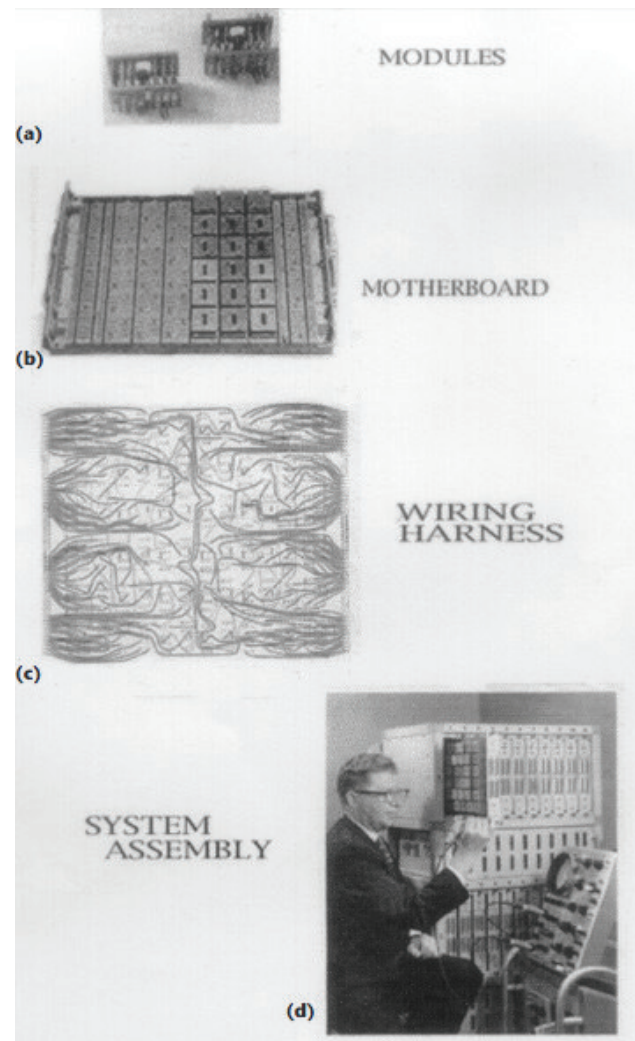 MODULES
(a)
MOTHERBOARD
(b)
WIRING
HARNESS
(c)
SYSTEM
ASSEMBLY
(d)